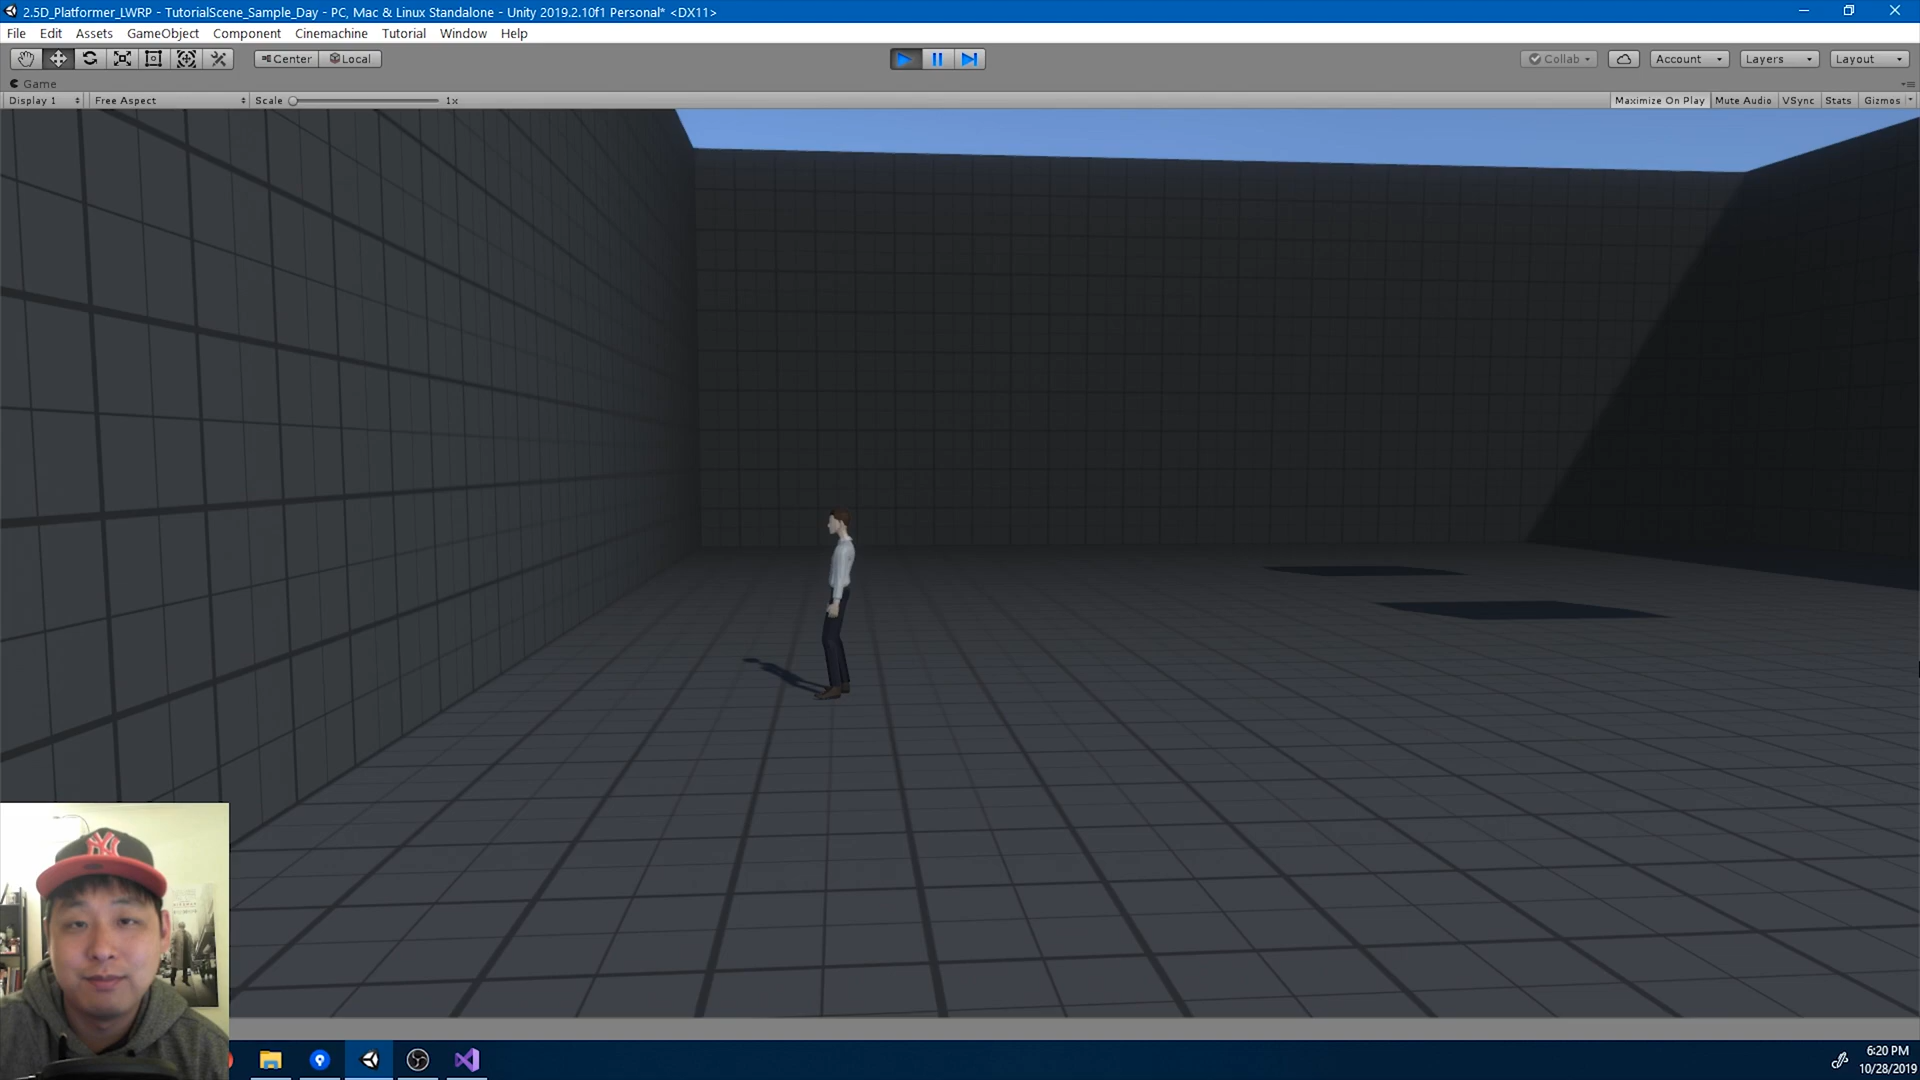 2.5D_Platformer_LWRP - TutorialScene_Sample_Day - PC, Mac & Linux Standalone - Unity 2019.2.10f1 Personal* <DX11>
File Edit Assets GameObject Component Cinemachine Tutorial Window Help
Center Local Collab Account Layers Layout
Game
Display 1 Free Aspect Scale 1x Maximize On Play Mute Audio VSync Stats Gizmos
NY
6:20 PM
10/28/2019